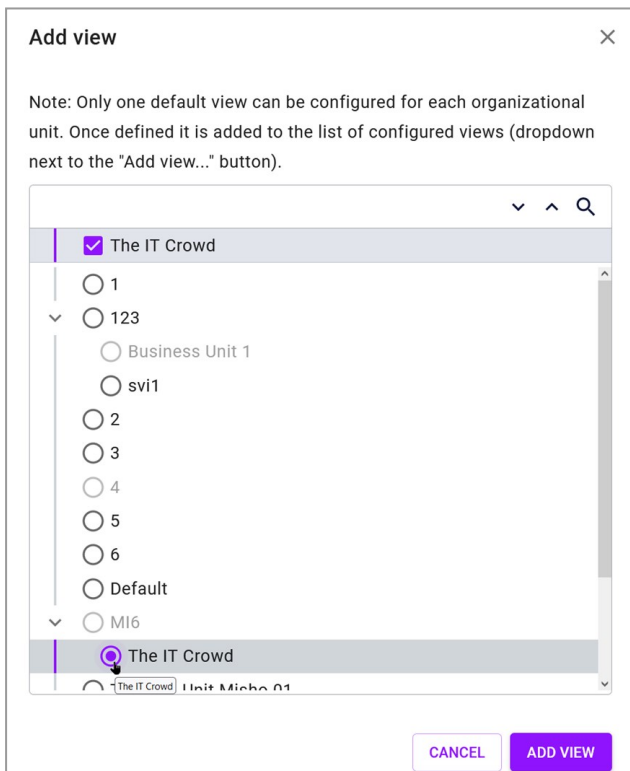 Add view
Note: Only one default view can be configured for each organizational
unit. Once defined it is added to the list of configured views (dropdown
next to the "Add view..." button).
The IT Crowd
1
123
Business Unit 1
svi1
2
3
4
5
6
Default
MI6
The IT Crowd
The IT Crowd
Unit Misho 01
CANCEL
ADD VIEW